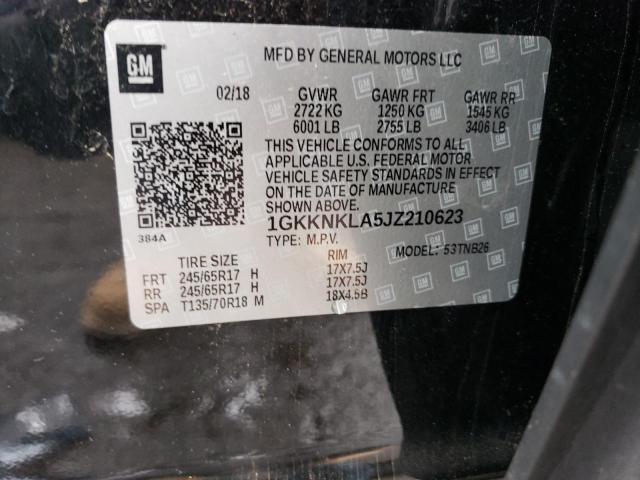 GM
MFD BY GENERAL MOTORS LLC
02/18 GVWR GAWR FRT GAWR RR
2722 KG 1250 KG 1545 KG
6001 LB 2755 LB 3406 LB
THIS VEHICLE CONFORMS TO ALL
APPLICABLE U.S. FEDERAL MOTOR
VEHICLE SAFETY STANDARDS IN EFFECT
ON THE DATE OF MANUFACTURE
SHOWN ABOVE.
1GKKNKLA5JZ210623
384A TYPE: M.P.V. MODEL: 53TNB26
TIRE SIZE RIM
FRT 245/65R17 H 17X7.5J
RR 245/65R17 H 17X7.5J
SPA T135/70R18 M 18X4.5B